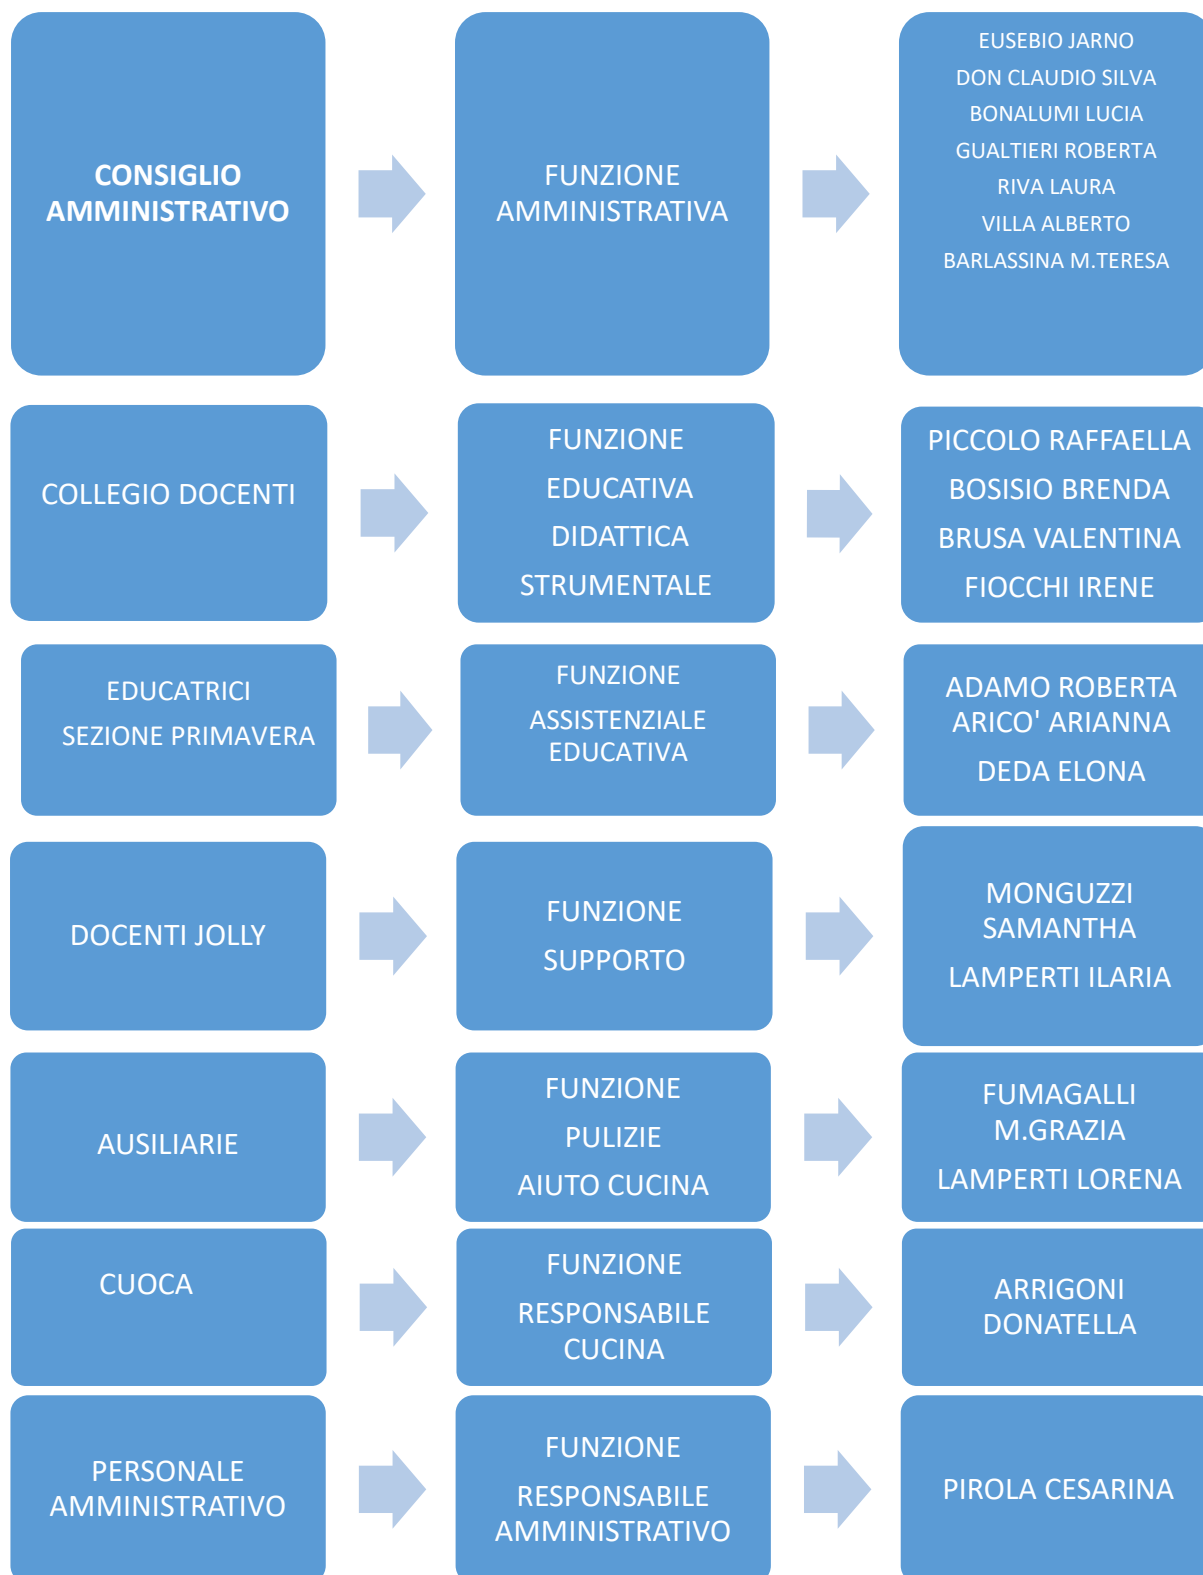 CONSIGLIO
AMMINISTRATIVO
FUNZIONE
AMMINISTRATIVA
EUSEBIO JARNO
DON CLAUDIO SILVA
BONALUMI LUCIA
GUALTIERI ROBERTA
RIVA LAURA
VILLA ALBERTO
BARLASSINA M.TERESA
COLLEGIO DOCENTI
FUNZIONE
EDUCATIVA
DIDATTICA
STRUMENTALE
PICCOLO RAFFAELLA
BOSISIO BRENDA
BRUSA VALENTINA
FIOCCHI IRENE
EDUCATRICI
SEZIONE PRIMAVERA
FUNZIONE
ASSISTENZIALE
EDUCATIVA
ADAMO ROBERTA
ARICO' ARIANNA
DEDA ELONA
DOCENTI JOLLY
FUNZIONE
SUPPORTO
MONGUZZI
SAMANTHA
LAMPERTI ILARIA
AUSILIARIE
FUNZIONE
PULIZIE
AIUTO CUCINA
FUMAGALLI
M.GRAZIA
LAMPERTI LORENA
CUOCA
FUNZIONE
RESPONSABILE
CUCINA
ARRIGONI
DONATELLA
PERSONALE
AMMINISTRATIVO
FUNZIONE
RESPONSABILE
AMMINISTRATIVO
PIROLA CESARINA